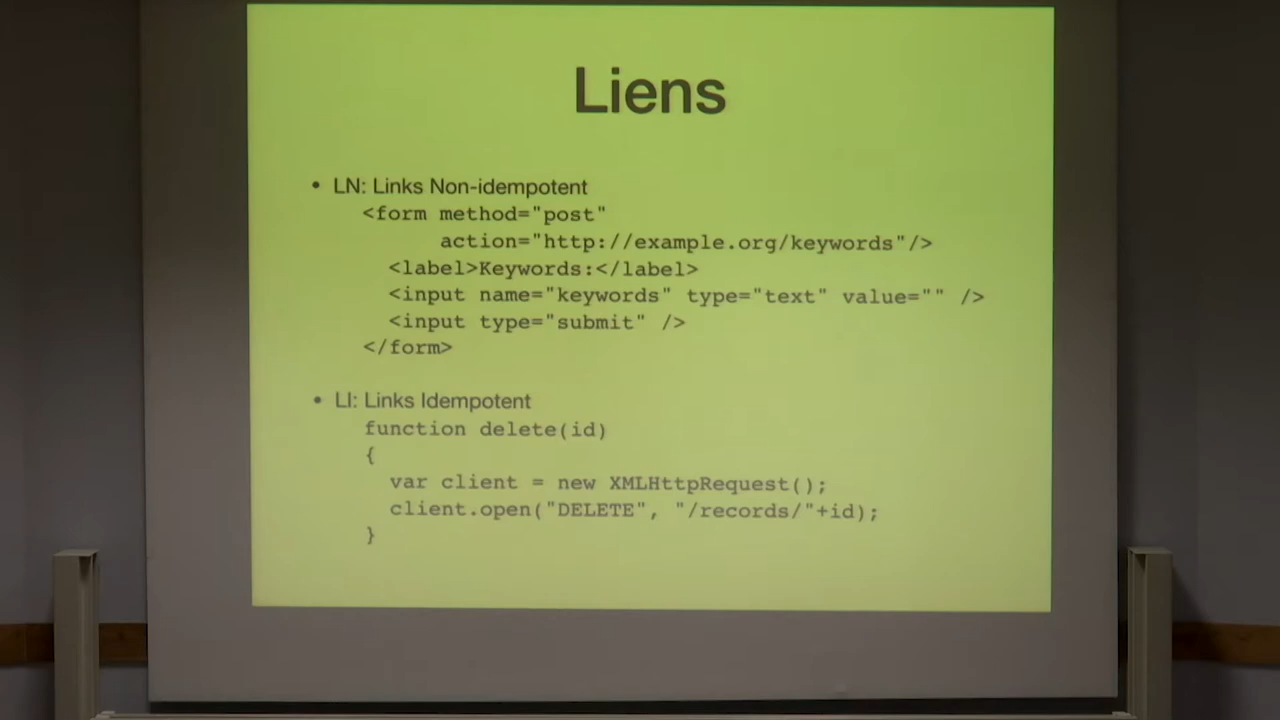 Liens
• LN: Links Non-idempotent
<form method="post"
action="http://example.org/keywords"/>
<label>Keywords:</label>
<input name="keywords" type="text" value="" />
<input type="submit" />
</form>
• LI: Links Idempotent
function delete(id)
{
var client = new XMLHttpRequest();
client.open("DELETE", "/records/"+id);
}